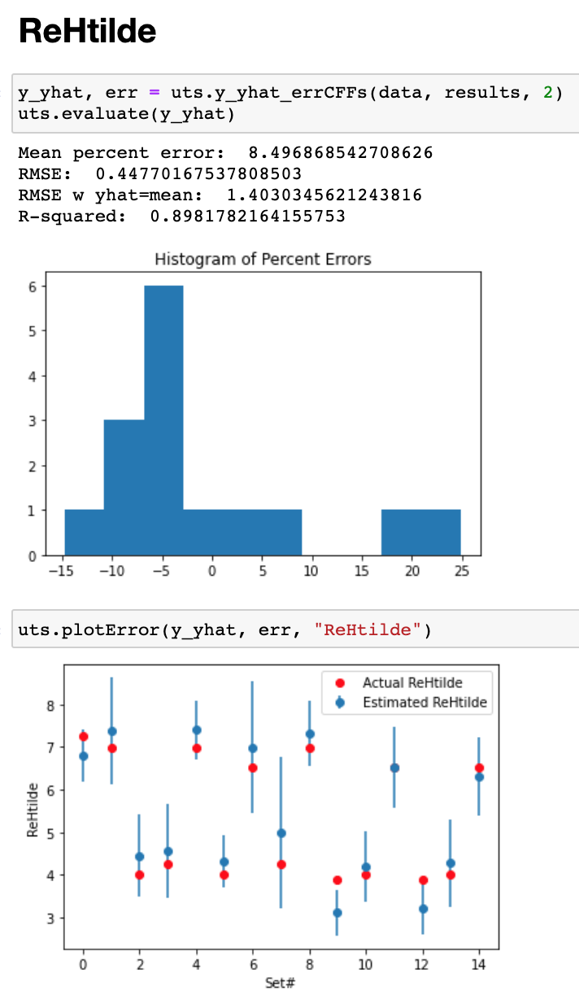 ReHtilde
y_yhat, err = uts.y_yhat_errCFFs(data, results, 2)
uts.evaluate(y_yhat)
Mean percent error:  8.496868542708626
RMSE:  0.44770167537808503
RMSE w yhat=mean:  1.4030345621243816
R-squared:  0.8981782164155753
Histogram of Percent Errors
6
5
4
3
2
1
0
−15 −10 −5 0 5 10 15 20 25
uts.plotError(y_yhat, err, "ReHtilde")
Actual ReHtilde
Estimated ReHtilde
8
7
6
5
4
3
ReHtilde
0 2 4 6 8 10 12 14
Set#